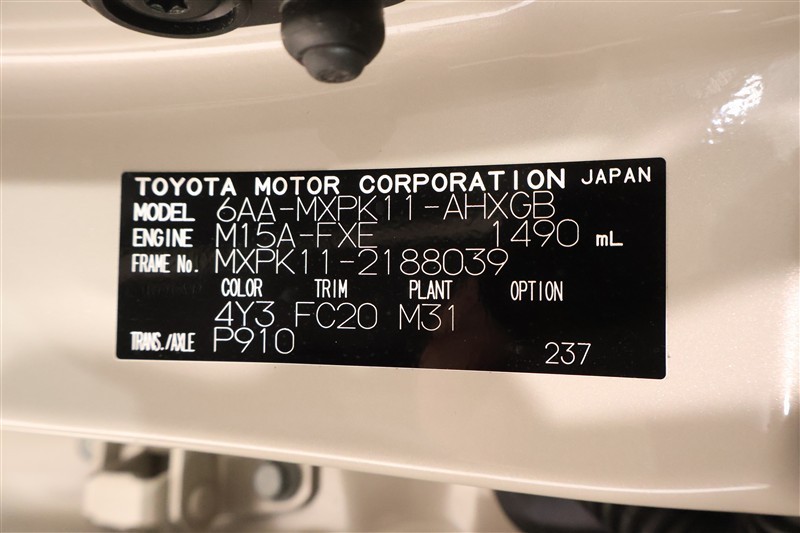 TOYOTA MOTOR CORPORATION JAPAN
MODEL 6AA-MXPK11-AHXGB
ENGINE M15A-FXE 1490 mL
FRAME No. MXPK11-2188039
COLOR TRIM PLANT OPTION
4Y3 FC20 M31
TRANS./AXLE P910
237